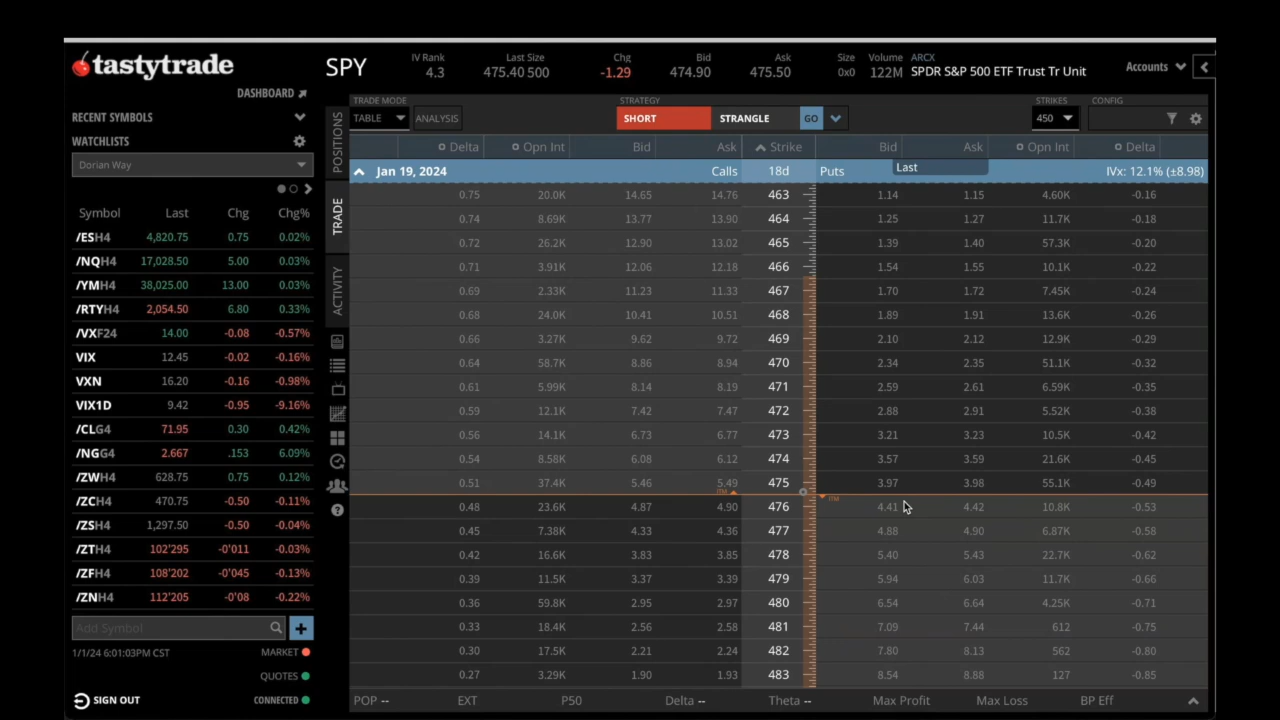 tastytrade
DASHBOARD
RECENT SYMBOLS
WATCHLISTS
Dorian Way
Symbol Last Chg Chg%
/ESH4 4,820.75 0.75 0.02%
/NQH4 17,028.50 5.00 0.03%
/YMH4 38,025.00 13.00 0.03%
/RTYH4 2,054.50 6.80 0.33%
/VXF24 14.00 -0.08 -0.57%
VIX 12.45 -0.02 -0.16%
VXN 16.20 -0.16 -0.98%
VIX1D 9.42 -0.95 -9.16%
/CLG4 71.95 0.30 0.42%
/NGG4 2.667 .153 6.09%
/ZWH4 628.75 0.75 0.12%
/ZCH4 470.75 -0.50 -0.11%
/ZSH4 1,297.50 -0.50 -0.04%
/ZTH4 102'295 -0'011 -0.03%
/ZFH4 108'202 -0'045 -0.13%
/ZNH4 112'205 -0'08 -0.22%
Add Symbol
1/1/24 6:01:03PM CST MARKET
QUOTES
SIGN OUT CONNECTED
POSITIONS
TRADE
ACTIVITY
SPY
IV Rank Last Size Chg Bid Ask Size Volume ARCX
4.3 475.40 500 -1.29 474.90 475.50 0x0 122M SPDR S&P 500 ETF Trust Tr Unit
Accounts
TRADE MODE STRATEGY STRIKES CONFIG
TABLE ANALYSIS SHORT STRANGLE GO 450
Delta Opn Int Bid Ask Strike Bid Ask Opn Int Delta
Last
Jan 19, 2024 Calls 18d Puts IVx: 12.1% (±8.98)
0.75 20.0K 14.65 14.76 463 1.14 1.15 4.60K -0.16
0.74 8.69K 13.77 13.90 464 1.25 1.27 11.7K -0.18
0.72 26.2K 12.90 13.02 465 1.39 1.40 57.3K -0.20
0.71 3.91K 12.06 12.18 466 1.54 1.55 10.1K -0.22
0.69 2.33K 11.23 11.33 467 1.70 1.72 7.45K -0.24
0.68 24.0K 10.41 10.51 468 1.89 1.91 13.6K -0.26
0.66 3.27K 9.62 9.72 469 2.10 2.12 12.9K -0.29
0.64 58.7K 8.86 8.94 470 2.34 2.35 51.1K -0.32
0.61 5.99K 8.14 8.19 471 2.59 2.61 6.59K -0.35
0.59 12.1K 7.42 7.47 472 2.88 2.91 5.52K -0.38
0.56 14.1K 6.73 6.77 473 3.21 3.23 10.5K -0.42
0.54 8.58K 6.08 6.12 474 3.57 3.59 21.6K -0.45
0.51 37.4K 5.46 5.49 475 3.97 3.98 55.1K -0.49
ITM ITM
0.48 23.6K 4.87 4.90 476 4.41 4.42 10.8K -0.53
0.45 7.38K 4.33 4.36 477 4.88 4.90 6.87K -0.58
0.42 16.6K 3.83 3.85 478 5.40 5.43 22.7K -0.62
0.39 11.5K 3.37 3.39 479 5.94 6.03 11.7K -0.66
0.36 59.8K 2.95 2.97 480 6.54 6.64 4.25K -0.71
0.33 18.4K 2.56 2.58 481 7.09 7.44 612 -0.75
0.30 17.5K 2.21 2.24 482 7.80 8.13 562 -0.80
0.27 3.29K 1.90 1.93 483 8.54 8.88 127 -0.85
POP -- EXT P50 Delta -- Theta -- Max Profit Max Loss BP Eff